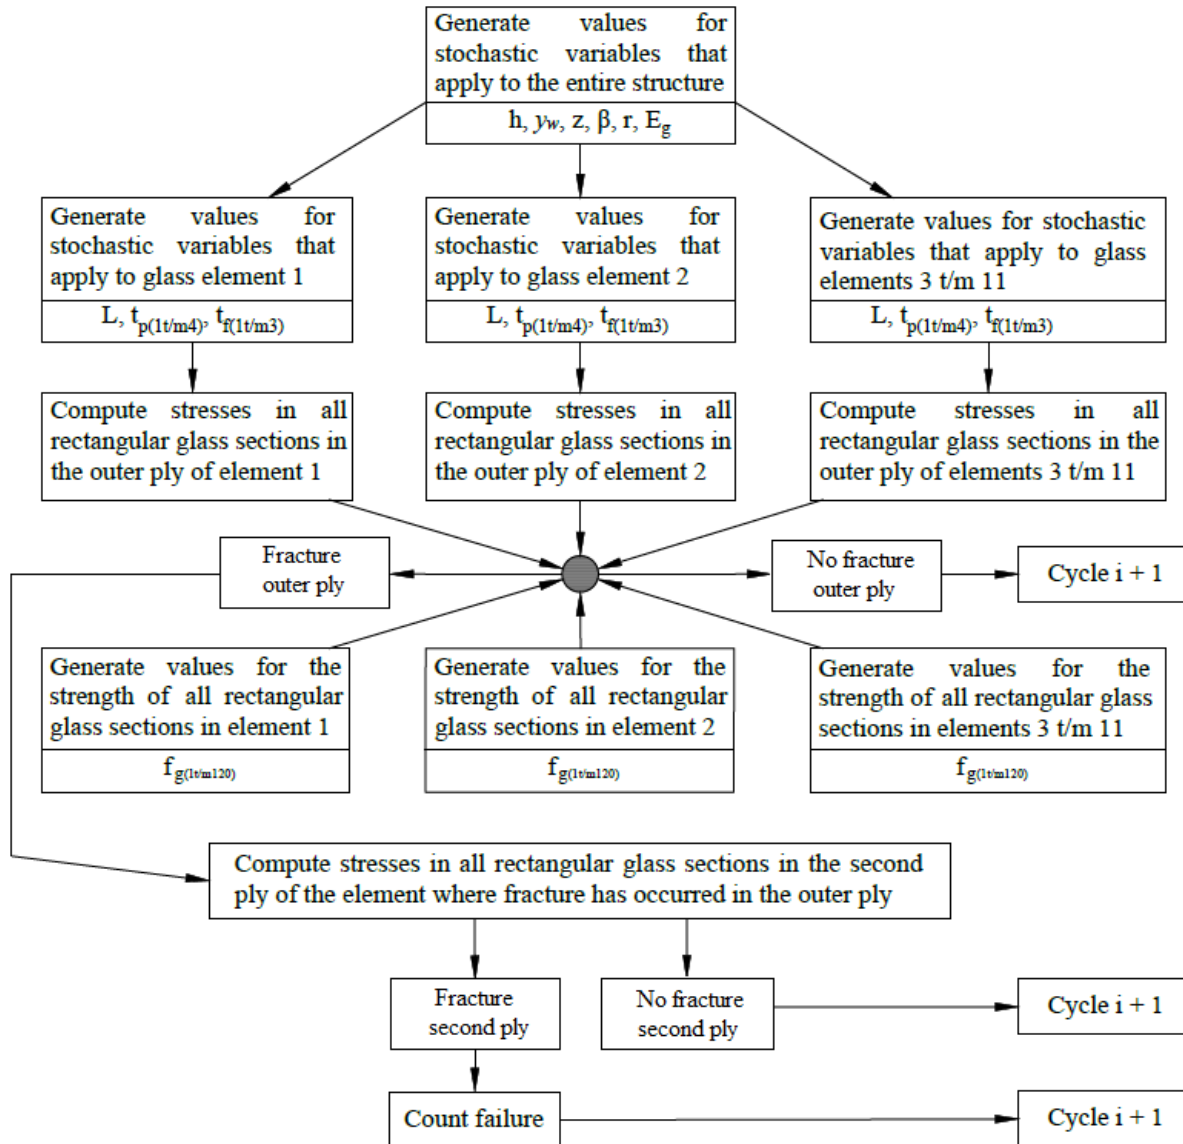 Generate values for
stochastic variables that
apply to the entire structure
h, yw, z, β, r, Eg
Generate values for
stochastic variables that
apply to glass element 1
L, tp(1t/m4), tf(1t/m3)
Generate values for
stochastic variables that
apply to glass element 2
L, tp(1t/m4), tf(1t/m3)
Generate values for stochastic
variables that apply to glass
elements 3 t/m 11
L, tp(1t/m4), tf(1t/m3)
Compute stresses in all
rectangular glass sections in
the outer ply of element 1
Compute stresses in all
rectangular glass sections in
the outer ply of element 2
Compute stresses in all
rectangular glass sections in the
outer ply of elements 3 t/m 11
Fracture
outer ply
No fracture
outer ply
Cycle i + 1
Generate values for the
strength of all rectangular
glass sections in element 1
fg(1t/m120)
Generate values for the
strength of all rectangular
glass sections in element 2
fg(1t/m120)
Generate values for the
strength of all rectangular
sections in elements 3 t/m 11
fg(1t/m120)
Compute stresses in all rectangular glass sections in the second
ply of the element where fracture has occurred in the outer ply
Fracture
second ply
No fracture
second ply
Cycle i + 1
Count failure
Cycle i + 1